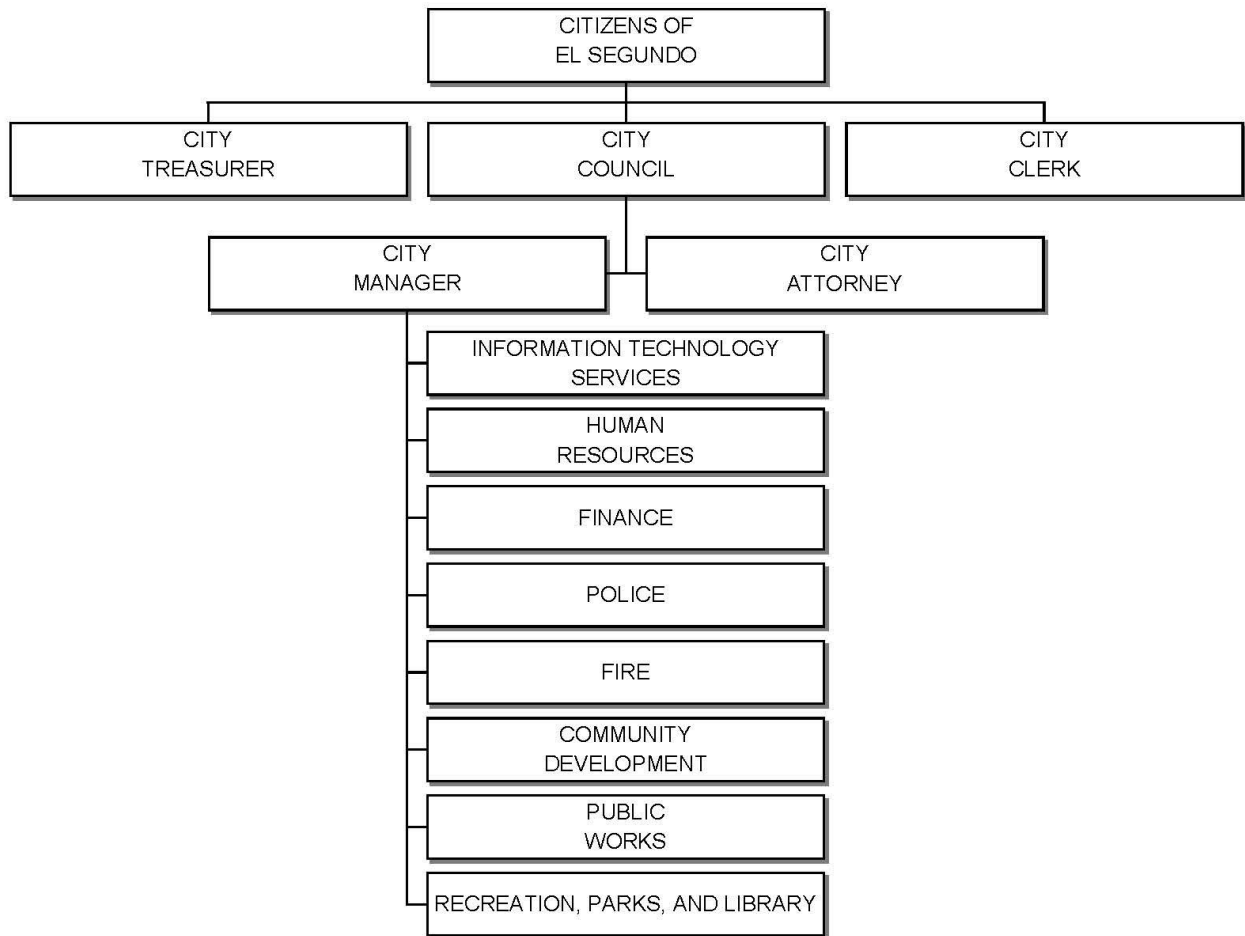 CITIZENS OF
EL SEGUNDO
CITY
TREASURER
CITY
COUNCIL
CITY
CLERK
CITY
MANAGER
CITY
ATTORNEY
INFORMATION TECHNOLOGY
SERVICES
HUMAN
RESOURCES
FINANCE
POLICE
FIRE
COMMUNITY
DEVELOPMENT
PUBLIC
WORKS
RECREATION, PARKS, AND LIBRARY